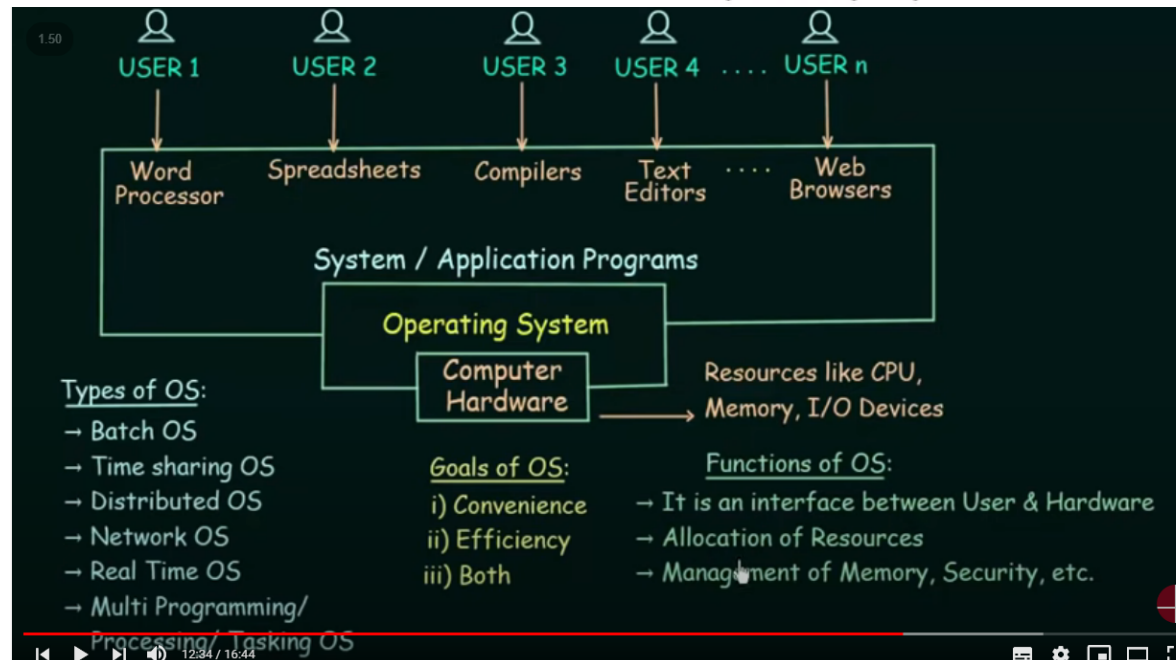 1.50
USER 1 USER 2 USER 3 USER 4 .... USER n
Word Processor Spreadsheets Compilers Text Editors .... Web Browsers
System / Application Programs
Operating System
Computer
Hardware
Resources like CPU,
Memory, I/O Devices
Types of OS:
→ Batch OS
→ Time sharing OS
→ Distributed OS
→ Network OS
→ Real Time OS
→ Multi Programming/
Processing/ Tasking OS
Goals of OS:
i) Convenience
ii) Efficiency
iii) Both
Functions of OS:
→ It is an interface between User & Hardware
→ Allocation of Resources
→ Management of Memory, Security, etc.
12:34 / 16:44